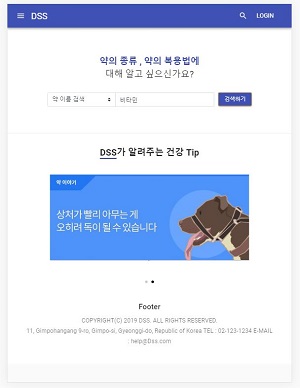 DSS LOGIN
약의 종류 , 약의 복용법에
대해 알고 싶으신가요?
약 이름 검색 비타민 검색하기
DSS가 알려주는 건강 Tip
약 이야기
상처가 빨리 아무는 게
오히려 독이 될 수 있습니다
Footer
COPYRIGHT(C) 2019 DSS. ALL RIGHTS RESERVED.
11, Gimpohangang 9-ro, Gimpo-si, Gyeonggi-do, Republic of Korea TEL : 02-123-1234 E-MAIL
: help@Dss.com